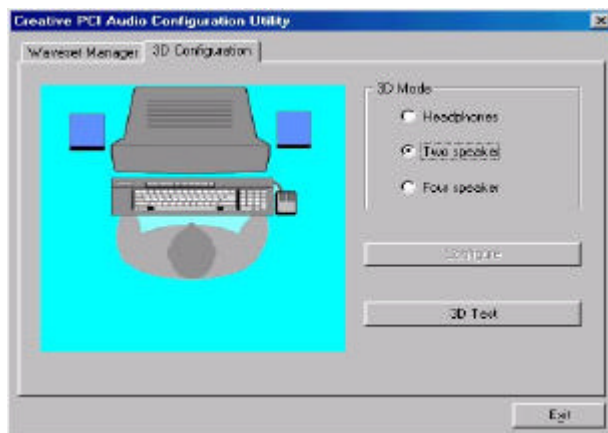 Creative PCI Audio Configuration Utility
Waveset Manager
3D Configuration
3D Mode
Headphones
Two speaker
Four speaker
Configure
3D Test
Exit